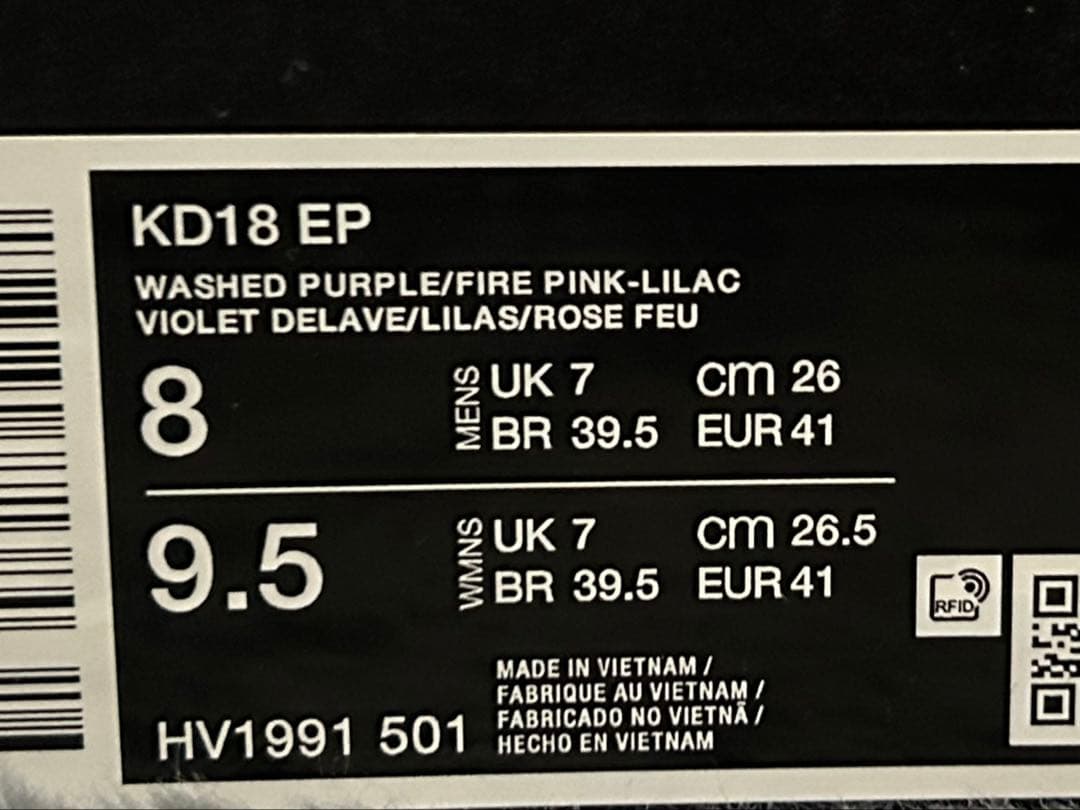 KD18 EP
WASHED PURPLE/FIRE PINK-LILAC
VIOLET DELAVE/LILAS/ROSE FEU
8 MENS UK 7 cm 26
BR 39.5 EUR 41
9.5 WMNS UK 7 cm 26.5
BR 39.5 EUR 41
RFID
MADE IN VIETNAM /
FABRIQUE AU VIETNAM /
FABRICADO NO VIETNÃ /
HECHO EN VIETNAM
HV1991 501